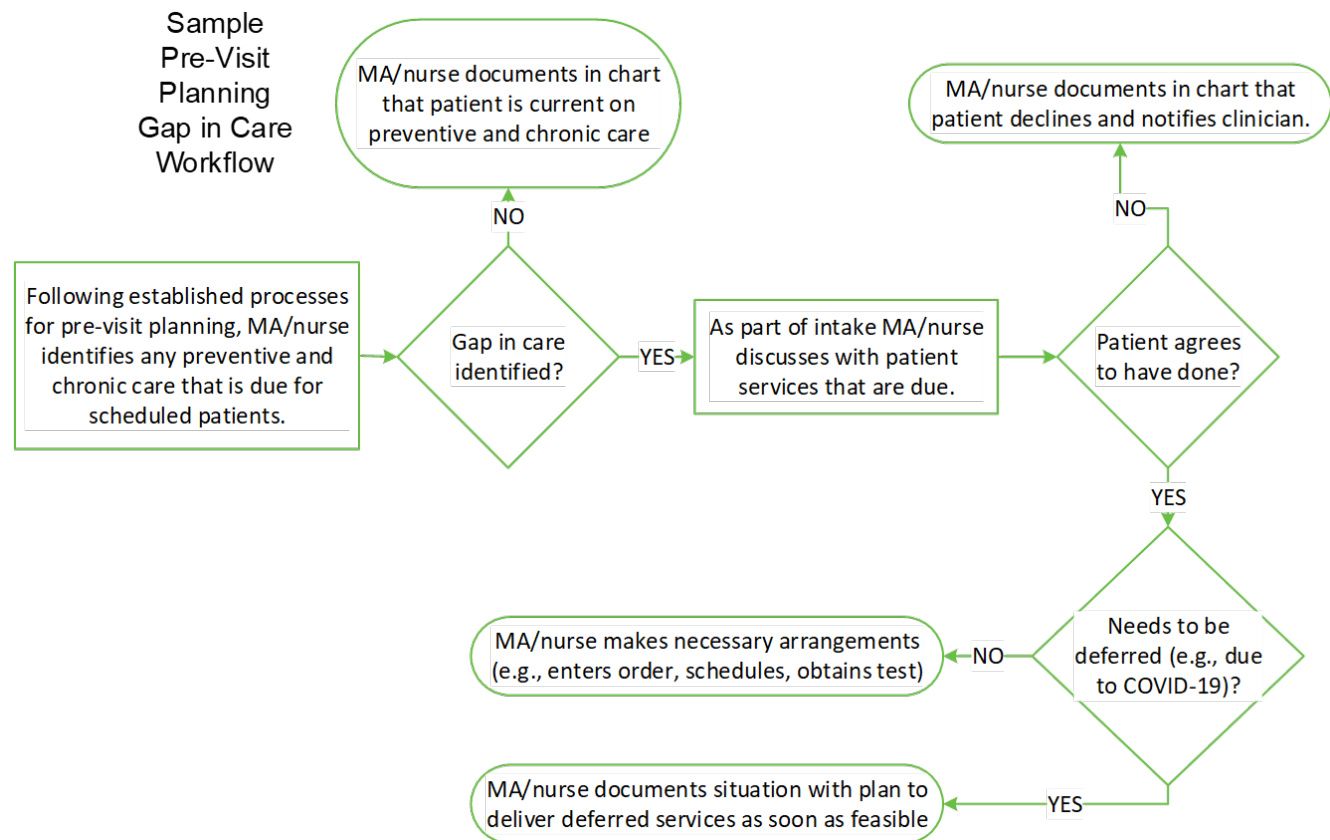 Sample
Pre-Visit
Planning
Gap in Care
Workflow
MA/nurse documents in chart
that patient is current on
preventive and chronic care
MA/nurse documents in chart that
patient declines and notifies clinician.
NO
NO
Following established processes
for pre-visit planning, MA/nurse
identifies any preventive and
chronic care that is due for
scheduled patients.
Gap in care
identified?
YES
As part of intake MA/nurse
discusses with patient
services that are due.
Patient agrees
to have done?
YES
Needs to be
deferred (e.g., due
to COVID-19)?
NO
MA/nurse makes necessary arrangements
(e.g., enters order, schedules, obtains test)
YES
MA/nurse documents situation with plan to
deliver deferred services as soon as feasible